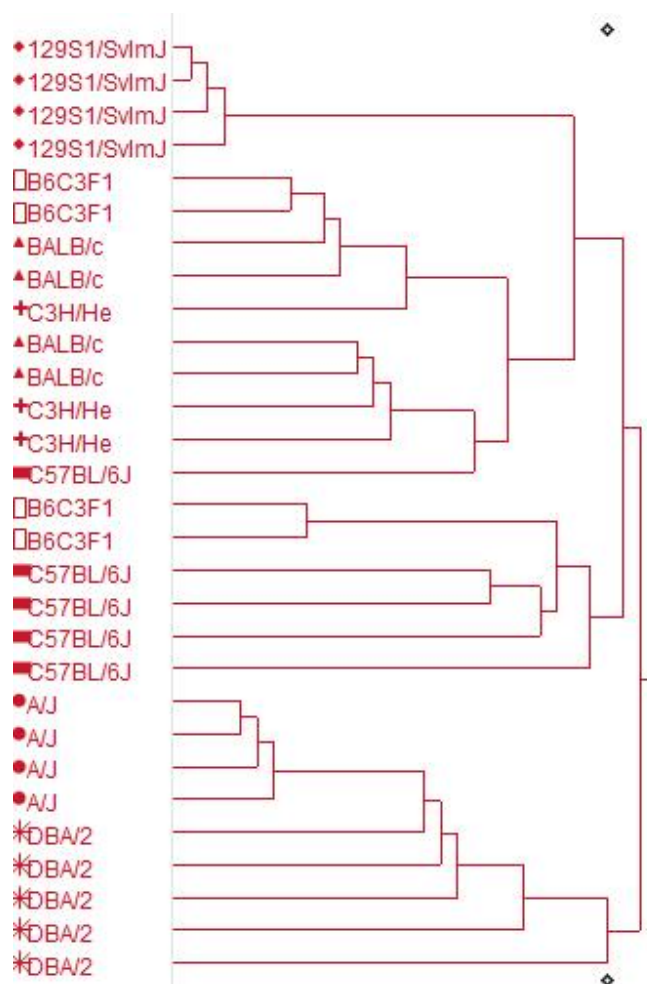 129S1/SvImJ
129S1/SvImJ
129S1/SvImJ
129S1/SvImJ
B6C3F1
B6C3F1
BALB/c
BALB/c
C3H/He
BALB/c
BALB/c
C3H/He
C3H/He
C57BL/6J
B6C3F1
B6C3F1
C57BL/6J
C57BL/6J
C57BL/6J
C57BL/6J
A/J
A/J
A/J
A/J
DBA/2
DBA/2
DBA/2
DBA/2
DBA/2